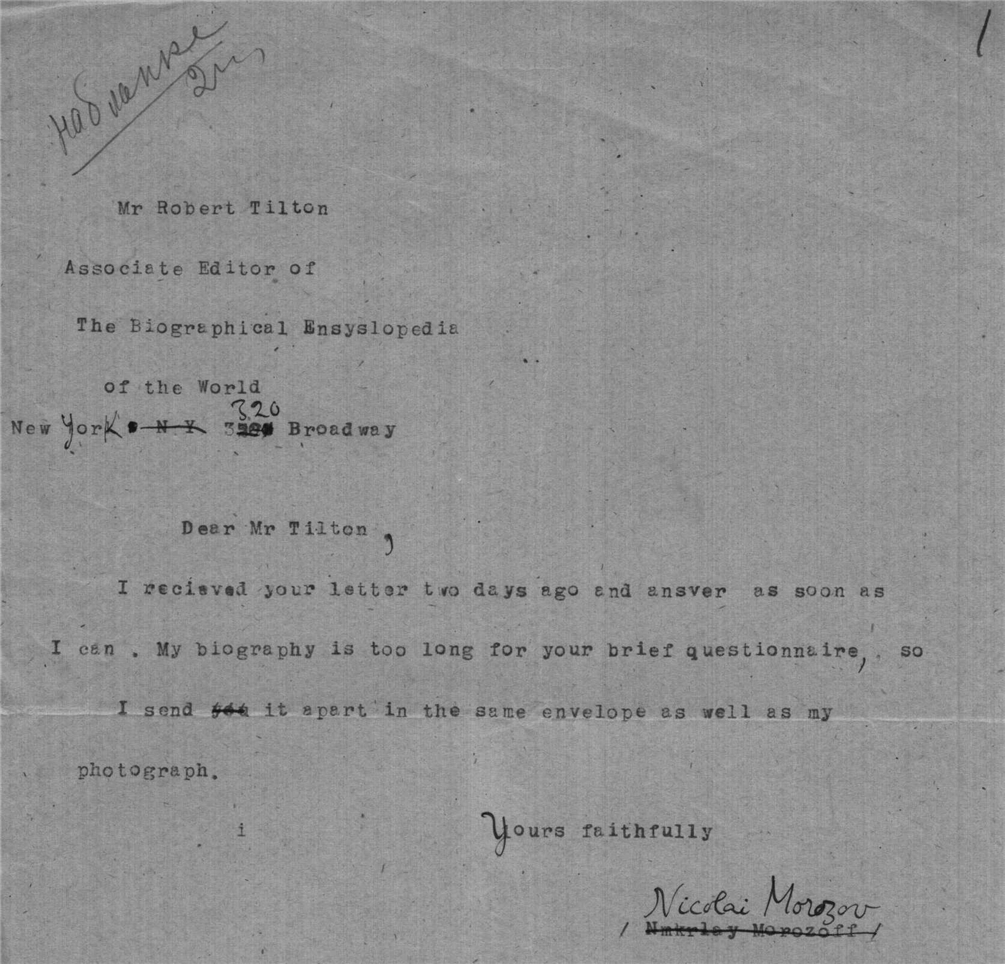 на бланке
1
Mr Robert Tilton
Associate Editor of
The Biographical Ensyslopedia
of the World
320
New York N.Y. Broadway
Dear Mr Tilton,
I recieved your letter two days ago and ansver as soon as
I can . My biography is too long for your brief questionnaire, . so
I send it apart in the same envelope as well as my
photograph.
i Yours faithfully
Nicolai Morozov
/ Nmkrlay Morozoff /